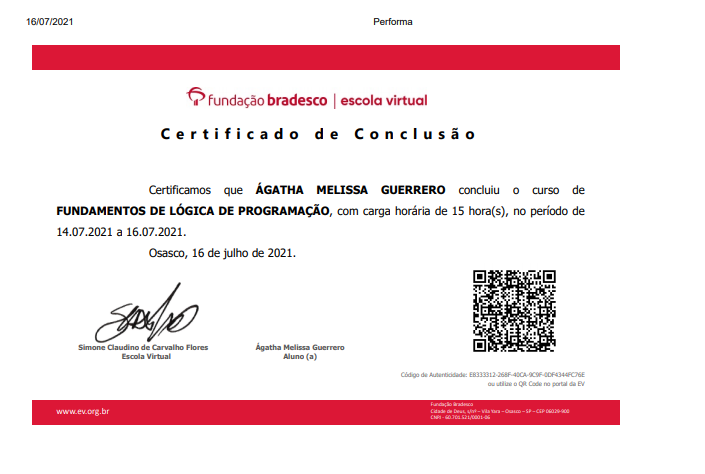 16/07/2021 Performa
fundação bradesco | escola virtual
Certificado de Conclusão
Certificamos que ÁGATHA MELISSA GUERRERO concluiu o curso de
FUNDAMENTOS DE LÓGICA DE PROGRAMAÇÃO, com carga horária de 15 hora(s), no período de
14.07.2021 a 16.07.2021.
Osasco, 16 de julho de 2021.
Simone Claudino de Carvalho Flores
Escola Virtual
Ágatha Melissa Guerrero
Aluno (a)
Código de Autenticidade: E8333312-268F-40CA-9C9F-0DF4344FC76E
ou utilize o QR Code no portal da EV
www.ev.org.br
Fundação Bradesco
Cidade de Deus, s/nº – Vila Yara – Osasco – SP – CEP 06029-900
CNPJ - 60.701.521/0001-06